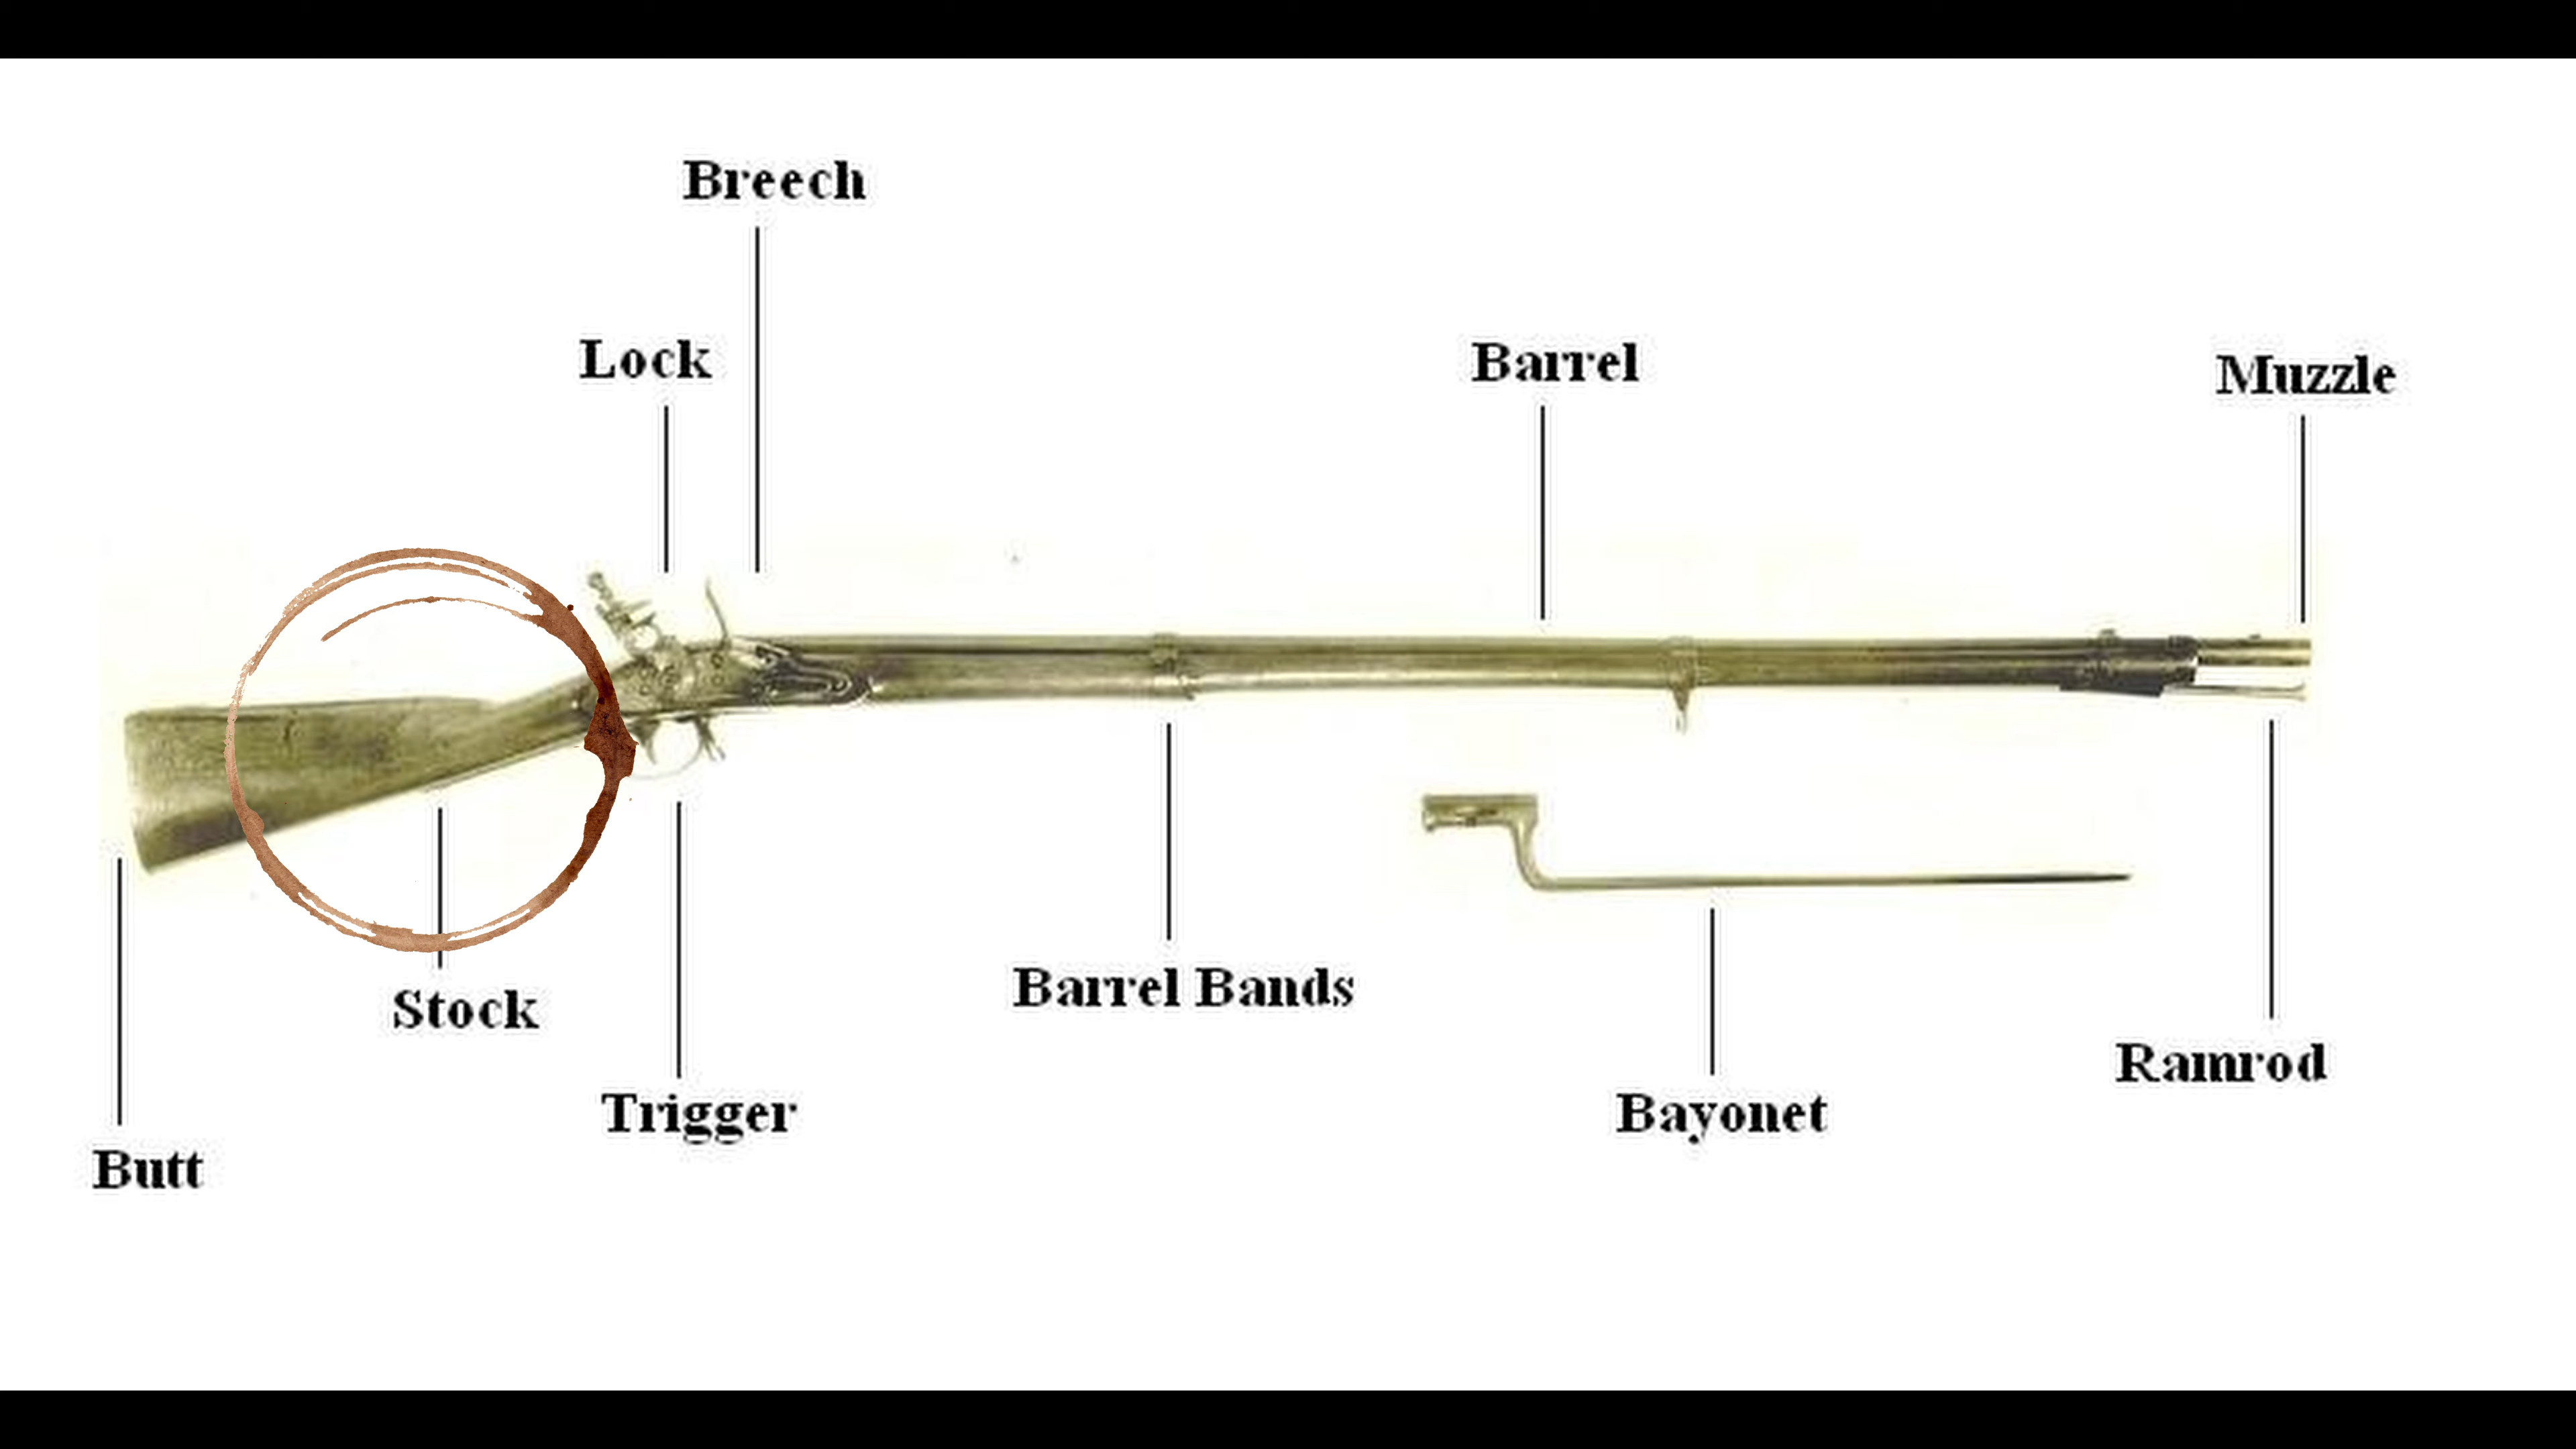 Breech
Lock
Barrel
Muzzle
Barrel Bands
Stock
Ramrod
Trigger
Bayonet
Butt